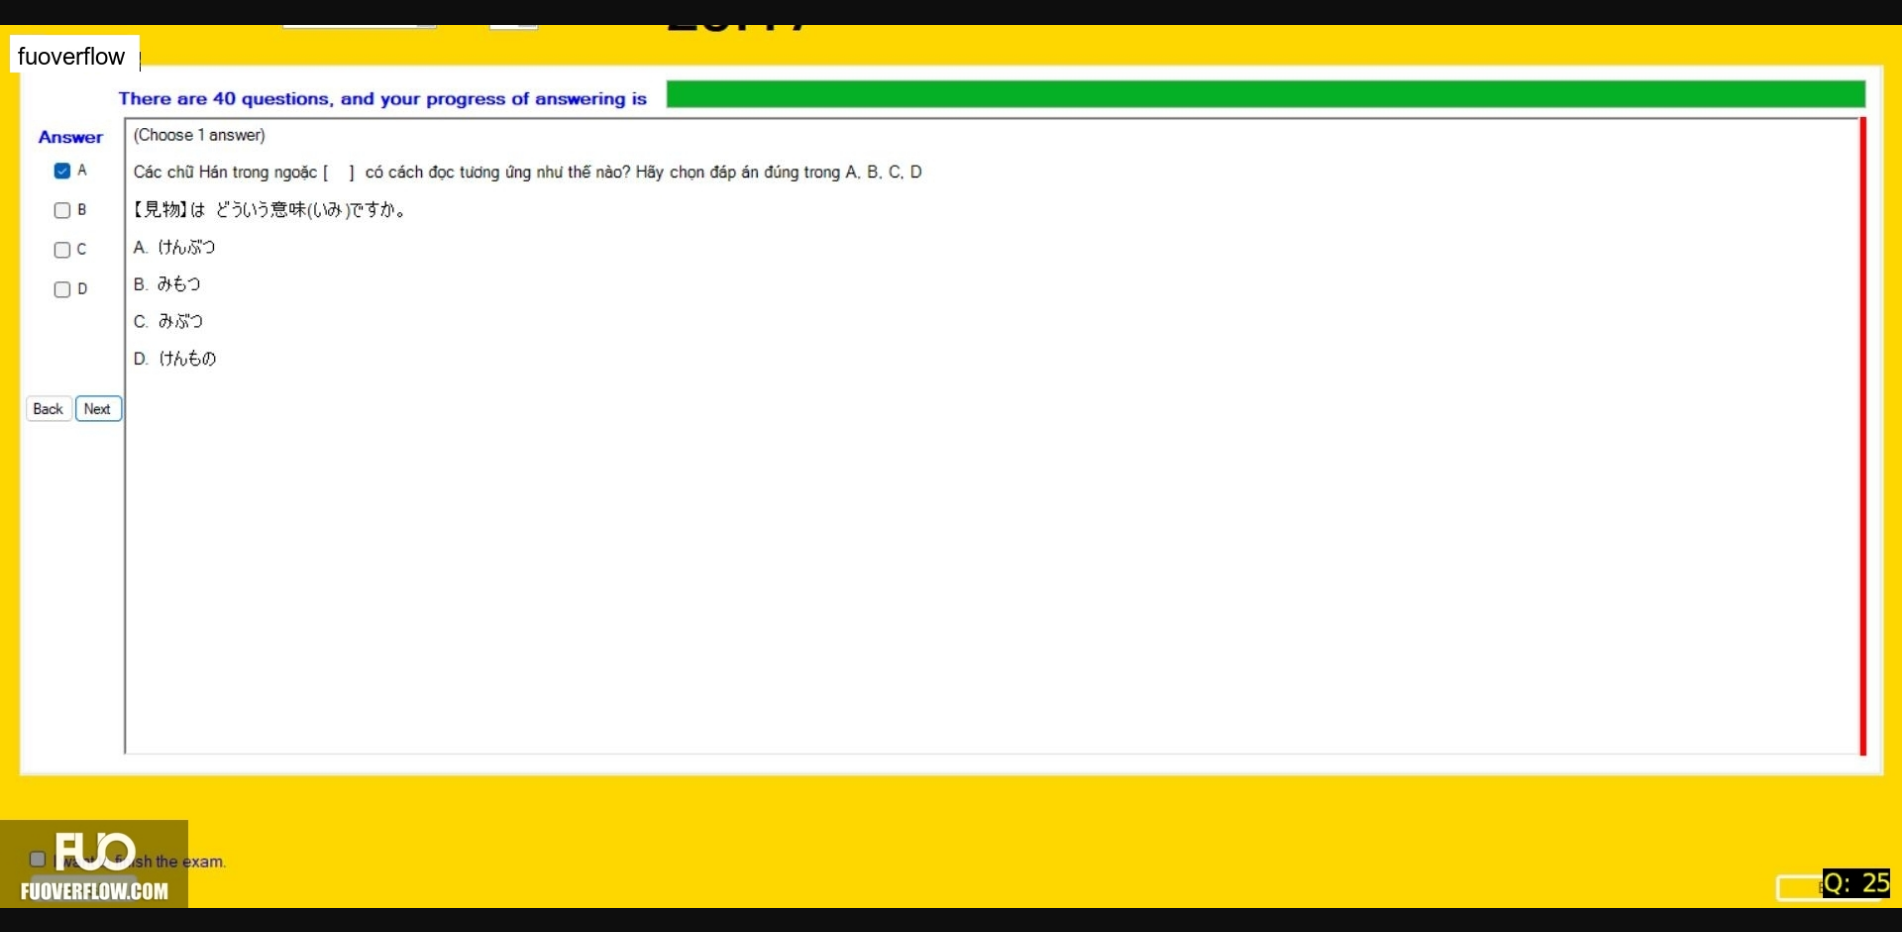 fuoverflow
There are 40 questions, and your progress of answering is
Answer
(Choose 1 answer)
A
Các chữ Hán trong ngoặc [ ] có cách đọc tương ứng như thế nào? Hãy chọn đáp án đúng trong A, B, C, D
B
【見物】は どういう意味(いみ)ですか。
C
A. けんぶつ
D
B. みもつ
C. みぶつ
D. けんもの
Back Next
FUO
finish the exam.
FUOVERFLOW.COM
Q: 25